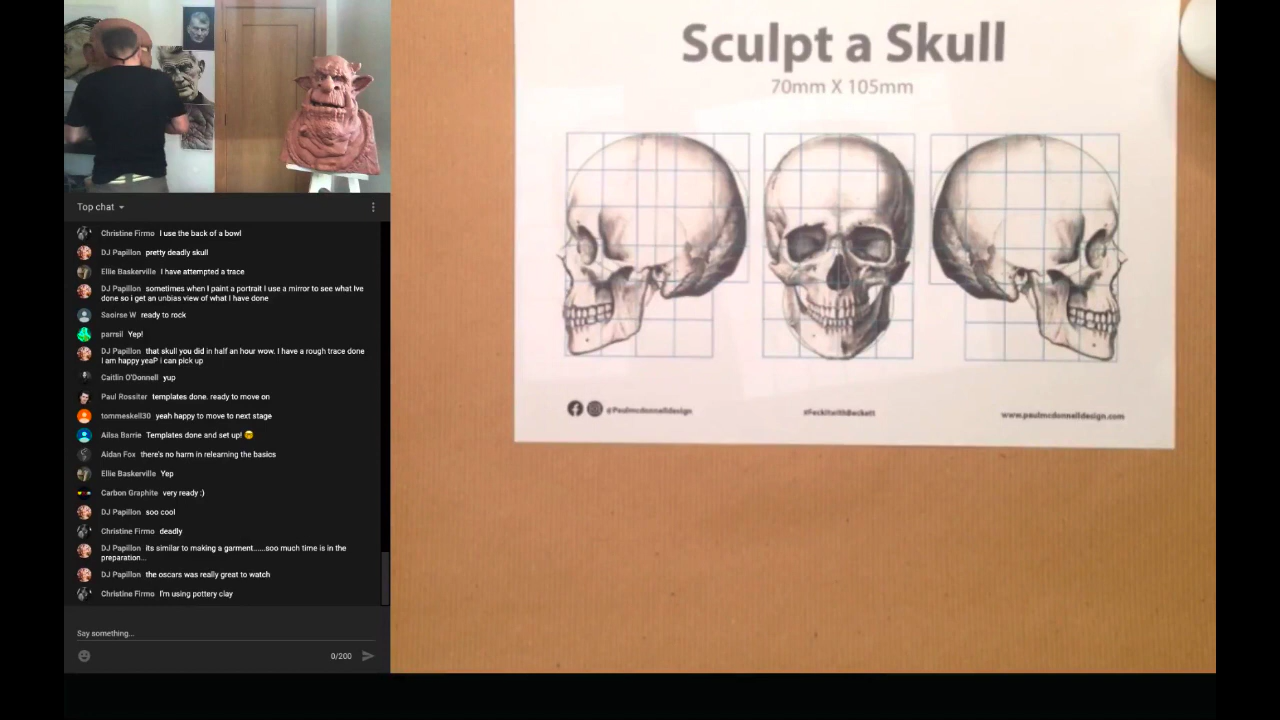 Sculpt a Skull
70mm X 105mm
@Paulmcdonnelldesign
#FeckItwithBeckett
www.paulmcdonnelldesign.com
Top chat
Christine Firmo I use the back of a bowl
DJ Papillon pretty deadly skull
Ellie Baskerville I have attempted a trace
DJ Papillon sometimes when I paint a portrait I use a mirror to see what Ive
done so i get an unbias view of what I have done
Saoirse W ready to rock
parrsil Yep!
DJ Papillon that skull you did in half an hour wow. I have a rough trace done
I am happy yeaP i can pick up
Caitlin O'Donnell yup
Paul Rossiter templates done. ready to move on
tommeskell30 yeah happy to move to next stage
Ailsa Barrie Templates done and set up! 🤓
Aidan Fox there's no harm in relearning the basics
Ellie Baskerville Yep
Carbon Graphite very ready :)
DJ Papillon soo cool
Christine Firmo deadly
DJ Papillon its similar to making a garment......soo much time is in the
preparation...
DJ Papillon the oscars was really great to watch
Christine Firmo I'm using pottery clay
Say something...
0/200